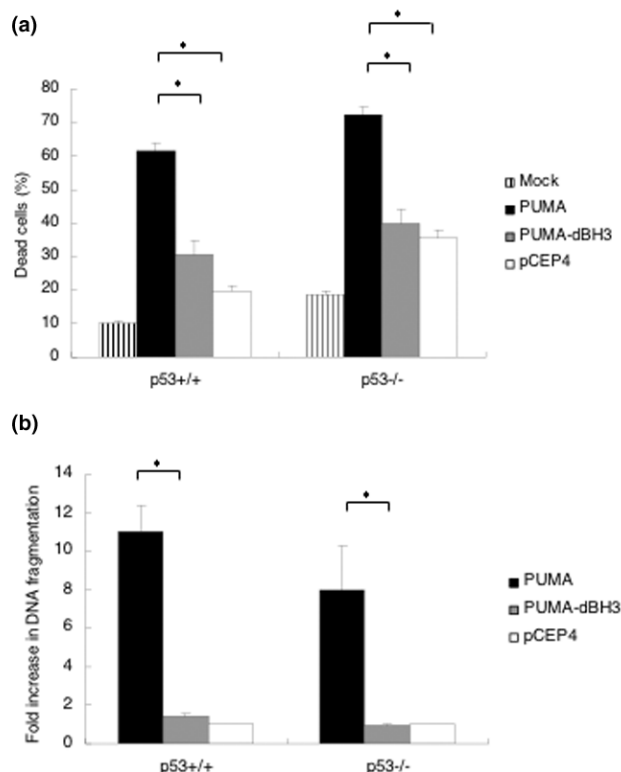 (a)
80
70
60
50
40
30
20
10
0
Dead cells (%)
p53+/+
p53-/-
Mock
PUMA
PUMA-dBH3
pCEP4
(b)
14
12
10
8
6
4
2
0
Fold increase in DNA fragmentation
p53+/+
p53-/-
PUMA
PUMA-dBH3
pCEP4